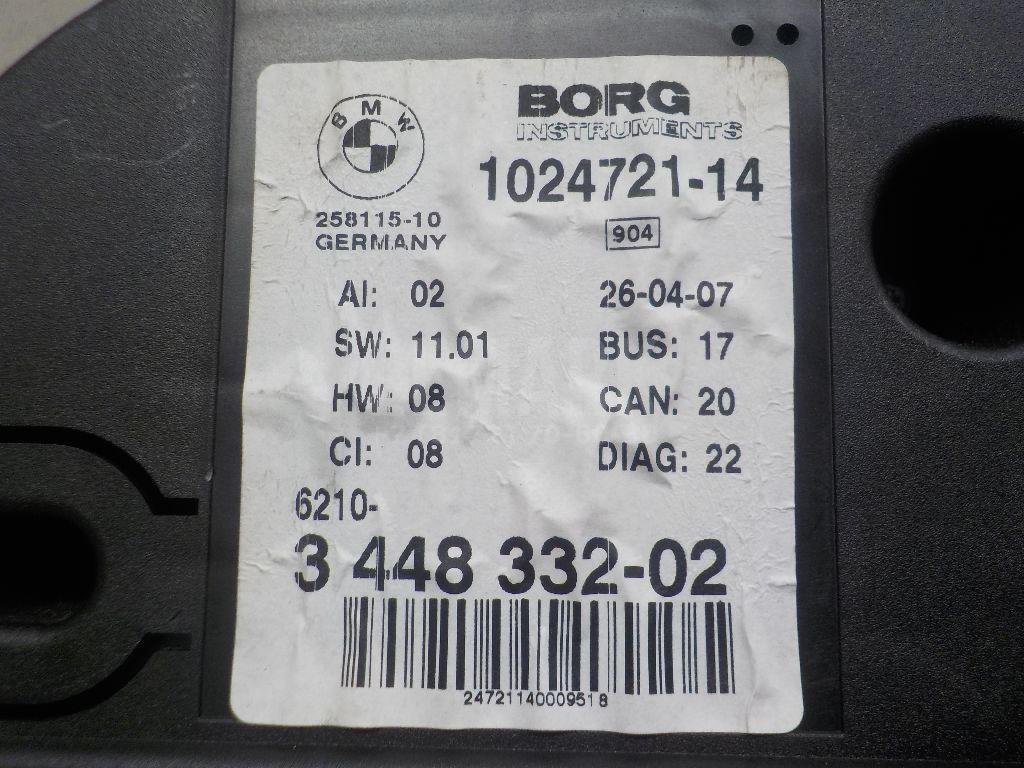 BMW
BORG
INSTRUMENTS
1024721-14
258115-10
GERMANY
904
AI: 02
26-04-07
SW: 11.01
BUS: 17
HW: 08
CAN: 20
CI: 08
DIAG: 22
6210-
3 448 332-02
24721140009518